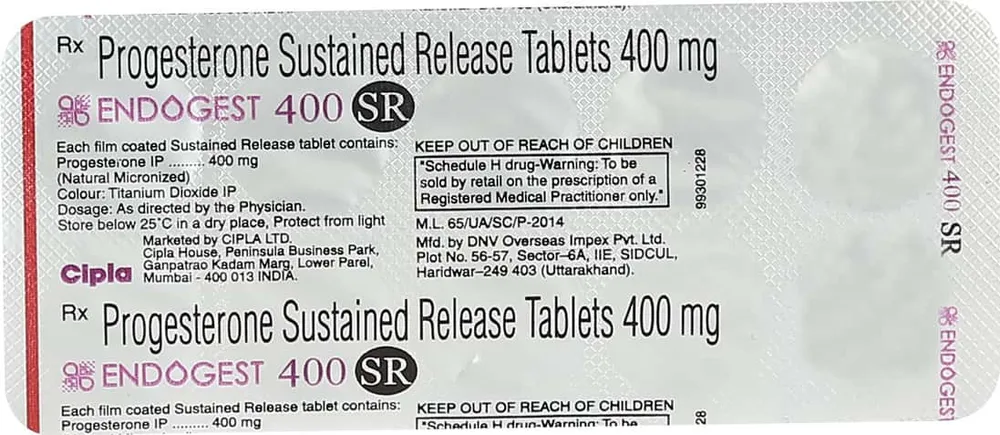 Rx Progesterone Sustained Release Tablets 400 mg
ENDOGEST 400 SR
Each film coated Sustained Release tablet contains:
Progesterone IP ......... 400 mg
(Natural Micronized)
Colour: Titanium Dioxide IP
Dosage: As directed by the Physician.
Store below 25°C in a dry place, Protect from light
Marketed by CIPLA LTD.
Cipla House, Peninsula Business Park,
Ganpatrao Kadam Marg, Lower Parel,
Mumbai - 400 013 INDIA.
Cipla
KEEP OUT OF REACH OF CHILDREN
"Schedule H drug-Warning: To be
sold by retail on the prescription of a
Registered Medical Practitioner only."
M.L. 65/UA/SC/P-2014
Mfd. by DNV Overseas Impex Pvt. Ltd.
Plot No. 56-57, Sector–6A, IIE, SIDCUL,
Haridwar–249 403 (Uttarakhand).
99301228
ENDOGEST 400 SR
Rx Progesterone Sustained Release Tablets 400 mg
ENDOGEST 400 SR
Each film coated Sustained Release tablet contains:
Progesterone IP ......... 400 mg
KEEP OUT OF REACH OF CHILDREN
"Schedule H drug-Warning: To be
28
ENDOGEST